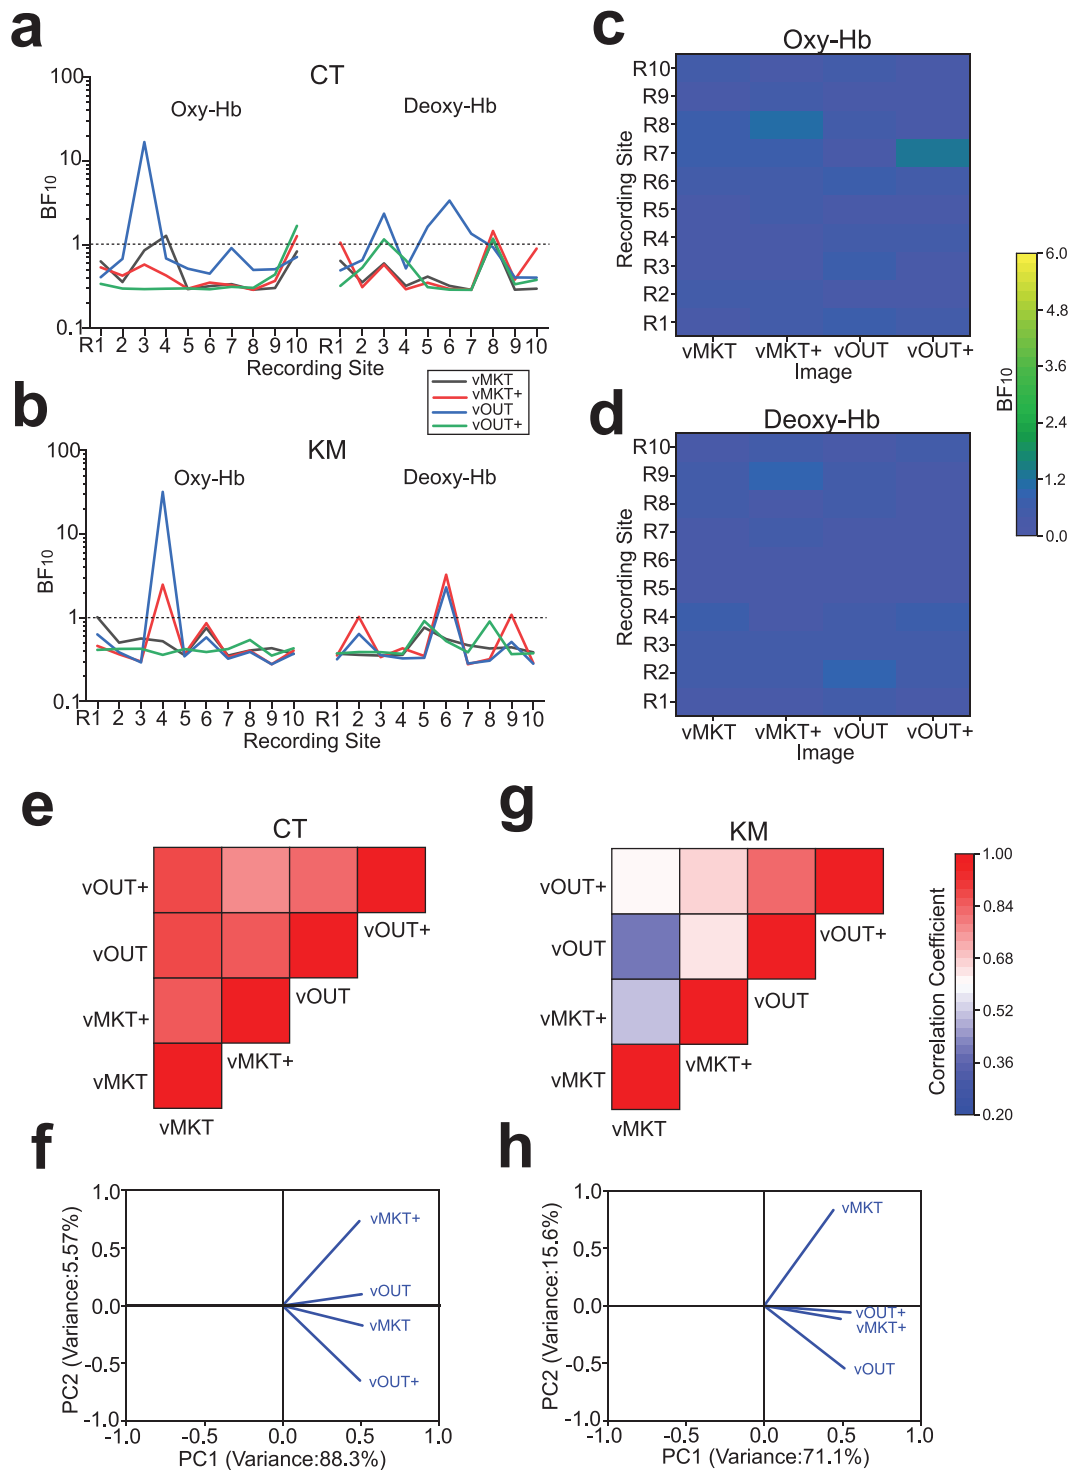 a
CT
Oxy-Hb
Deoxy-Hb
100
10
1
0.1
BF10
R1 2 3 4 5 6 7 8 9 10 R1 2 3 4 5 6 7 8 9 10
Recording Site
vMKT
vMKT+
vOUT
vOUT+
b
KM
Oxy-Hb
Deoxy-Hb
100
10
1
0.1
BF10
R1 2 3 4 5 6 7 8 9 10 R1 2 3 4 5 6 7 8 9 10
Recording Site
c
Oxy-Hb
R10
R9
R8
R7
R6
R5
R4
R3
R2
R1
Recording Site
vMKT vMKT+ vOUT vOUT+
Image
d
Deoxy-Hb
R10
R9
R8
R7
R6
R5
R4
R3
R2
R1
Recording Site
vMKT vMKT+ vOUT vOUT+
Image
6.0
4.8
3.6
2.4
1.2
0.0
BF10
e
CT
vOUT+
vOUT
vMKT+
vMKT
vOUT+
vOUT
vMKT+
vMKT
g
KM
vOUT+
vOUT
vMKT+
vMKT
vOUT+
vOUT
vMKT+
vMKT
1.00
0.84
0.68
0.52
0.36
0.20
Correlation Coefficient
f
1.0
0.5
0.0
-0.5
-1.0
PC2 (Variance:5.57%)
vMKT+
vOUT
vMKT
vOUT+
-1.0 -0.5 0.0 0.5 1.0
PC1 (Variance:88.3%)
h
1.0
0.5
0.0
-0.5
-1.0
PC2 (Variance:15.6%)
vMKT
vOUT+
vMKT+
vOUT
-1.0 -0.5 0.0 0.5 1.0
PC1 (Variance:71.1%)